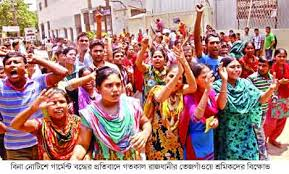 বিনা নোটিশে গার্মেন্ট বন্ধের প্রতিবাদে গতকাল রাজধানীর তেজগাঁওয়ে শ্রমিকদের বিক্ষোভ